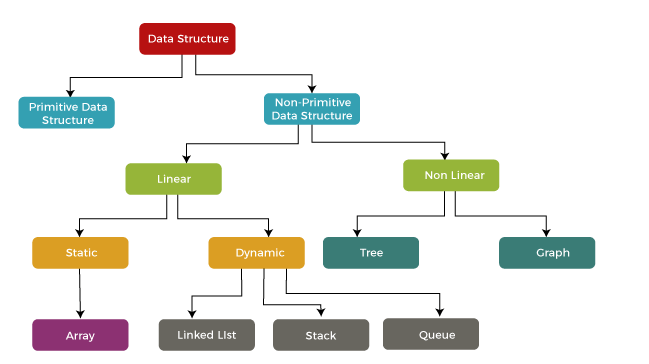 Data Structure
Primitive Data
Structure
Non-Primitive
Data Structure
Linear
Non Linear
Static
Dynamic
Tree
Graph
Array
Linked LIst
Stack
Queue